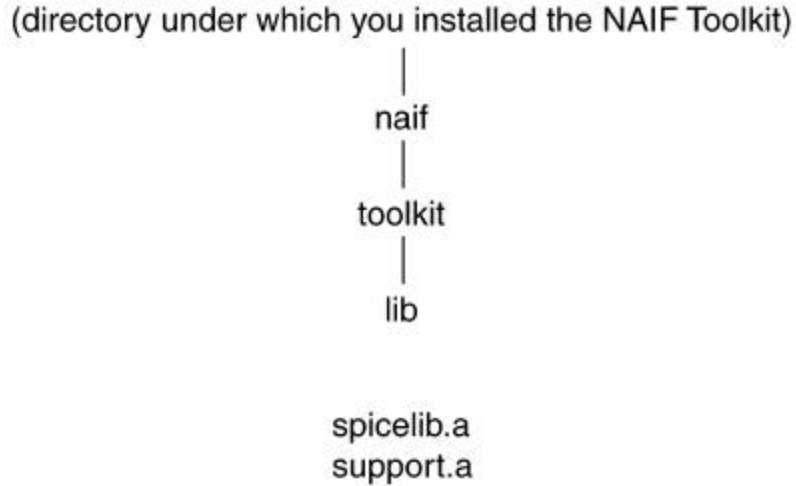 (directory under which you installed the NAIF Toolkit)
naif
toolkit
lib
spicelib.a
support.a